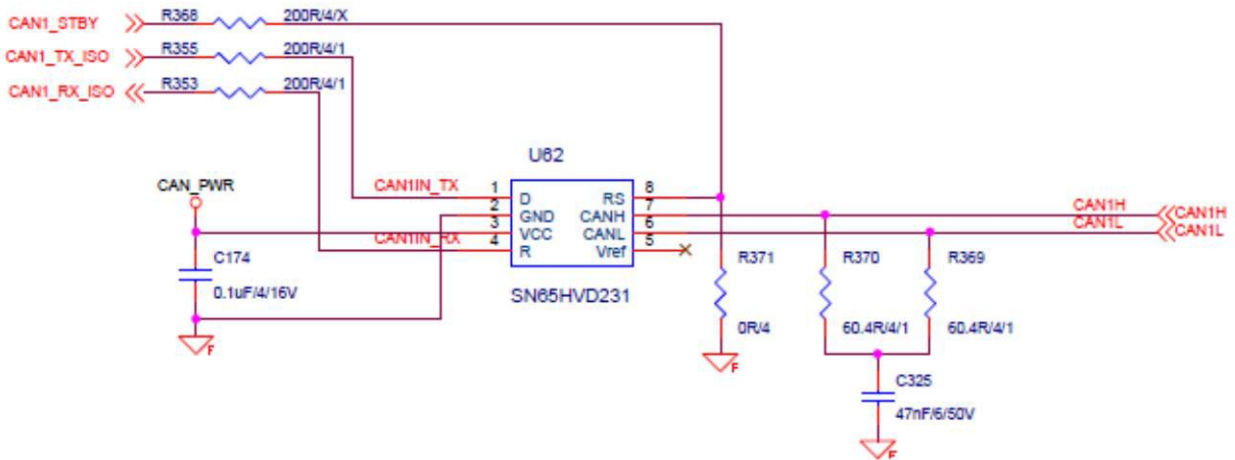 CAN1_STBY R368 200R/4/X
CAN1_TX_ISO R355 200R/4/1
CAN1_RX_ISO R353 200R/4/1
U62
CAN_PWR
CAN1IN_TX 1 D RS 8
2 GND CANH 7 CAN1H CAN1H
3 VCC CANL 6 CAN1L CAN1L
CAN1IN_RX 4 R Vref 5
C174
0.1uF/4/16V
SN65HVD231
R371 R370 R369
0R/4 60.4R/4/1 60.4R/4/1
F
F
C325
47nF/6/50V
F